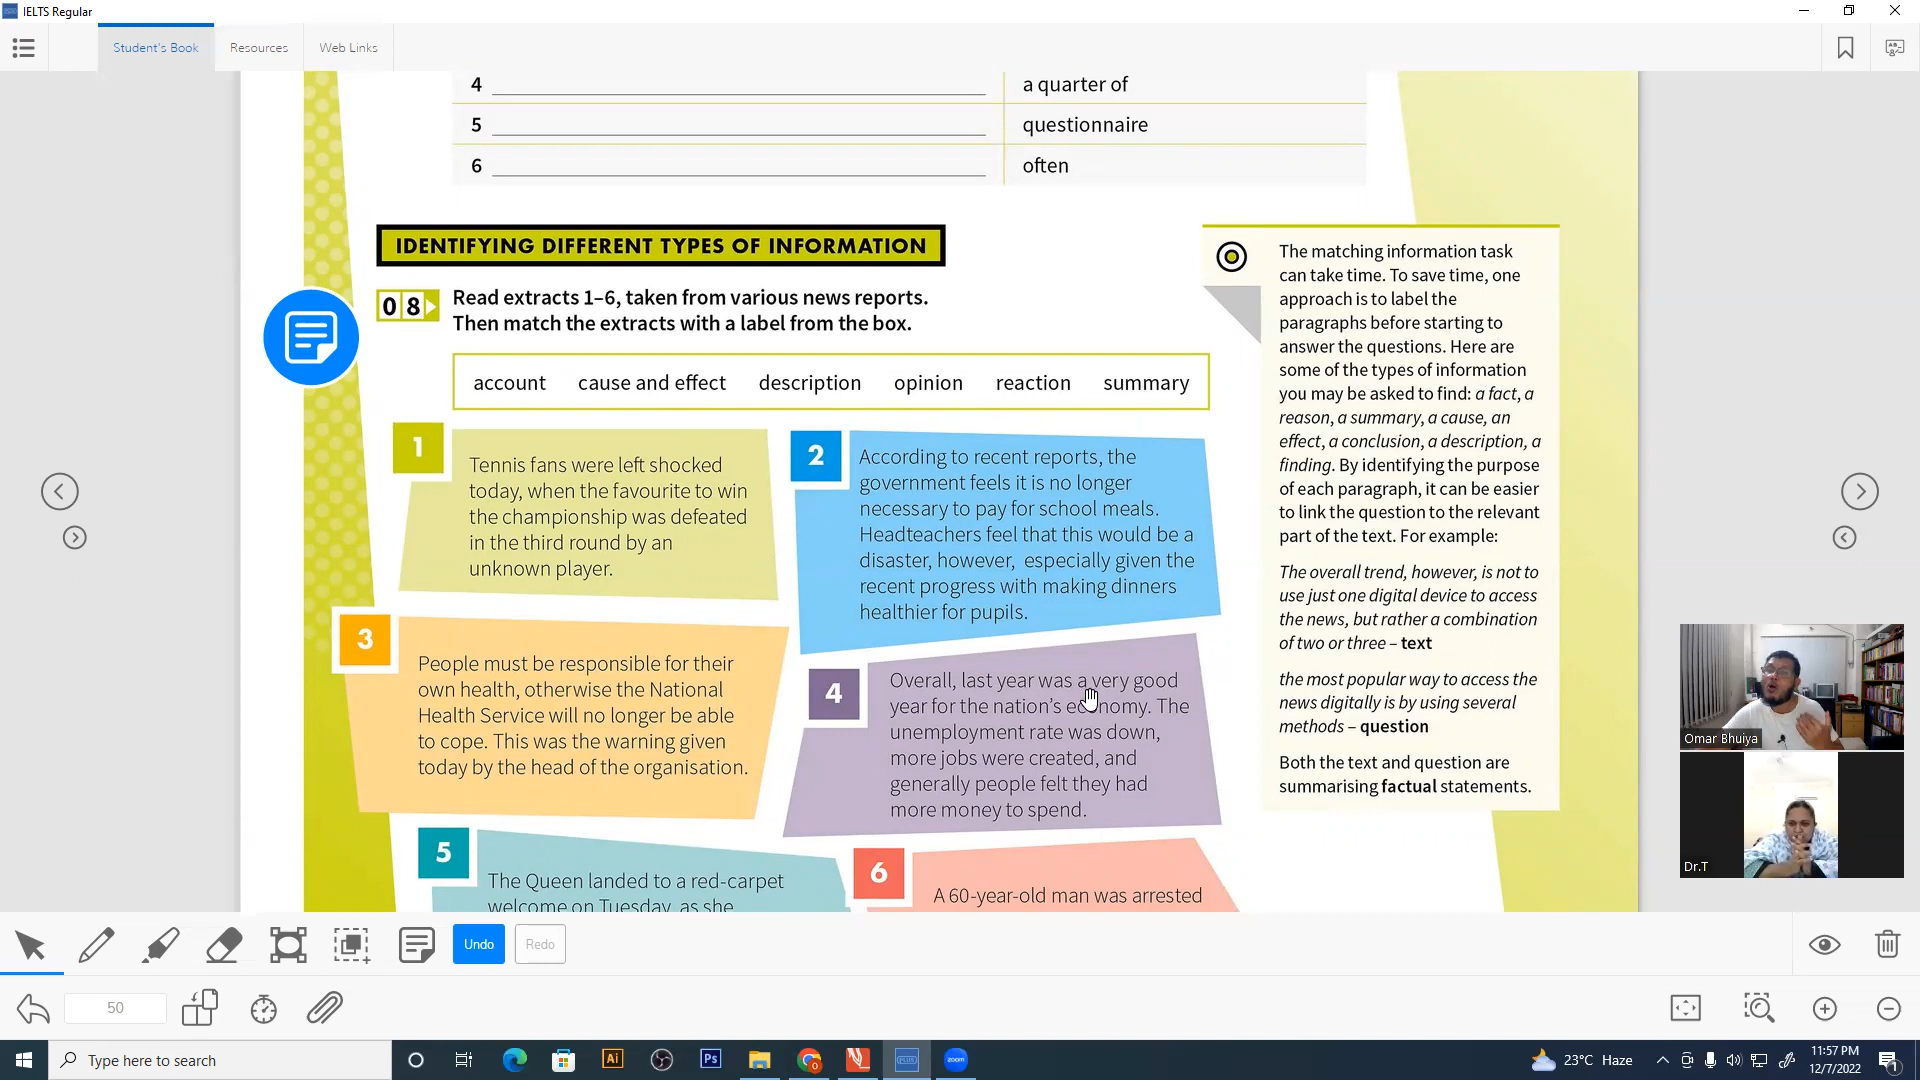 IELTS Regular
Student's Book
Resources
Web Links
4
a quarter of
5
questionnaire
6
often
IDENTIFYING DIFFERENT TYPES OF INFORMATION
08
Read extracts 1–6, taken from various news reports.
Then match the extracts with a label from the box.
account cause and effect description opinion reaction summary
1
Tennis fans were left shocked
today, when the favourite to win
the championship was defeated
in the third round by an
unknown player.
2
According to recent reports, the
government feels it is no longer
necessary to pay for school meals.
Headteachers feel that this would be a
disaster, however, especially given the
recent progress with making dinners
healthier for pupils.
3
People must be responsible for their
own health, otherwise the National
Health Service will no longer be able
to cope. This was the warning given
today by the head of the organisation.
4
Overall, last year was a very good
year for the nation's economy. The
unemployment rate was down,
more jobs were created, and
generally people felt they had
more money to spend.
5
The Queen landed to a red-carpet
welcome on Tuesday, as she
6
A 60-year-old man was arrested
The matching information task
can take time. To save time, one
approach is to label the
paragraphs before starting to
answer the questions. Here are
some of the types of information
you may be asked to find: a fact, a
reason, a summary, a cause, an
effect, a conclusion, a description, a
finding. By identifying the purpose
of each paragraph, it can be easier
to link the question to the relevant
part of the text. For example:
The overall trend, however, is not to
use just one digital device to access
the news, but rather a combination
of two or three – text
the most popular way to access the
news digitally is by using several
methods – question
Both the text and question are
summarising factual statements.
Omar Bhuiya
Dr.T
Undo
Redo
50
Type here to search
Ai
Ps
zoom
23°C Haze
11:57 PM
12/7/2022
1